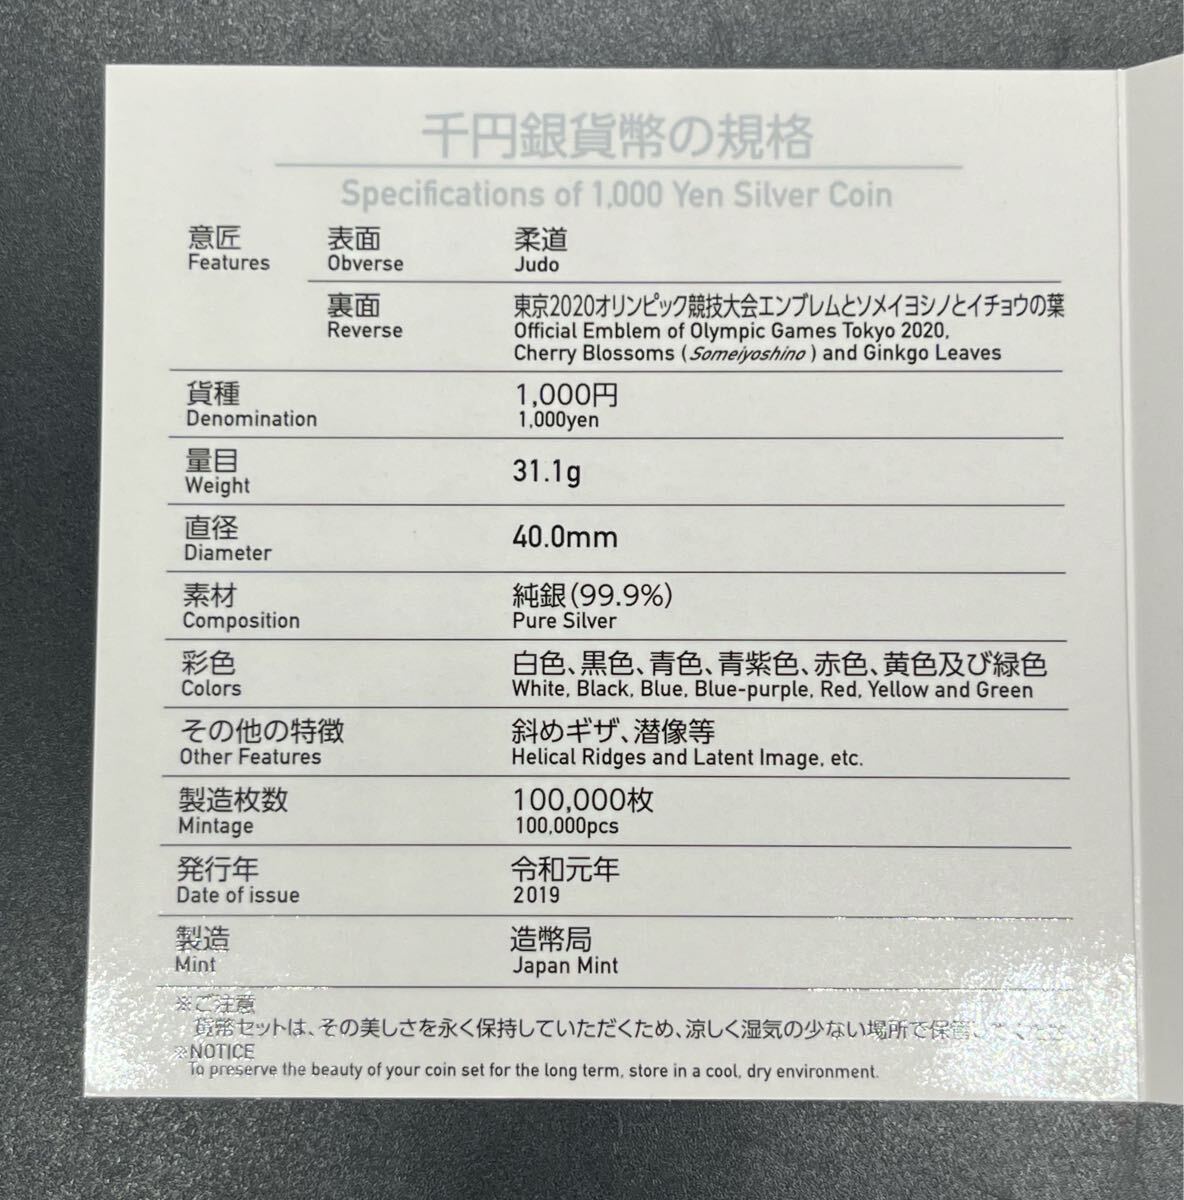 千円銀貨幣の規格
Specifications of 1,000 Yen Silver Coin
意匠 表面 柔道
Features Obverse Judo
裏面 東京2020オリンピック競技大会エンブレムとソメイヨシノとイチョウの葉
Reverse Official Emblem of Olympic Games Tokyo 2020,
Cherry Blossoms (Someiyoshino) and Ginkgo Leaves
貨種 1,000円
Denomination 1,000yen
量目 31.1g
Weight
直径 40.0mm
Diameter
素材 純銀(99.9%)
Composition Pure Silver
彩色 白色、黒色、青色、青紫色、赤色、黄色及び緑色
Colors White, Black, Blue, Blue-purple, Red, Yellow and Green
その他の特徴 斜めギザ、潜像等
Other Features Helical Ridges and Latent Image, etc.
製造枚数 100,000枚
Mintage 100,000pcs
発行年 令和元年
Date of issue 2019
製造 造幣局
Mint Japan Mint
※ご注意
貨幣セットは、その美しさを永く保持していただくため、涼しく湿気の少ない場所で保管
※NOTICE
To preserve the beauty of your coin set for the long term, store in a cool, dry environment.